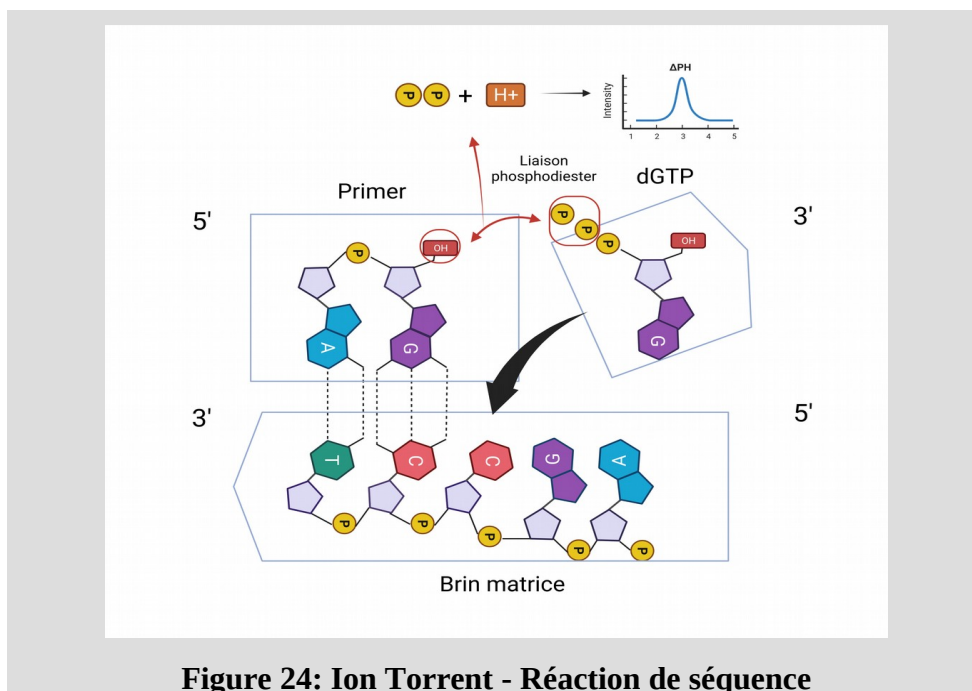 ΔPH
P P + H+
Intensity
1 2 3 4 5
Liaison
phosphodiester
dGTP
Primer
5'
3'
P
P
P
P
OH
OH
A
G
G
3'
5'
T
C
C
G
A
P
P
P
P
P
Brin matrice
Figure 24: Ion Torrent - Réaction de séquence